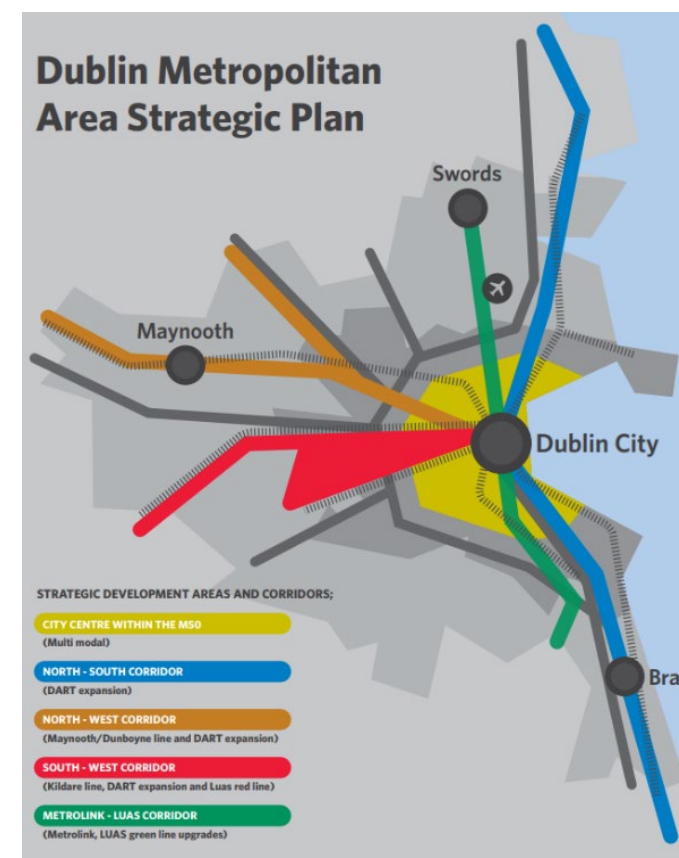 Dublin Metropolitan
Area Strategic Plan
Swords
Maynooth
Dublin City
Bra
STRATEGIC DEVELOPMENT AREAS AND CORRIDORS;
CITY CENTRE WITHIN THE M50
(Multi modal)
NORTH - SOUTH CORRIDOR
(DART expansion)
NORTH - WEST CORRIDOR
(Maynooth/Dunboyne line and DART expansion)
SOUTH - WEST CORRIDOR
(Kildare line, DART expansion and Luas red line)
METROLINK - LUAS CORRIDOR
(Metrolink, LUAS green line upgrades)